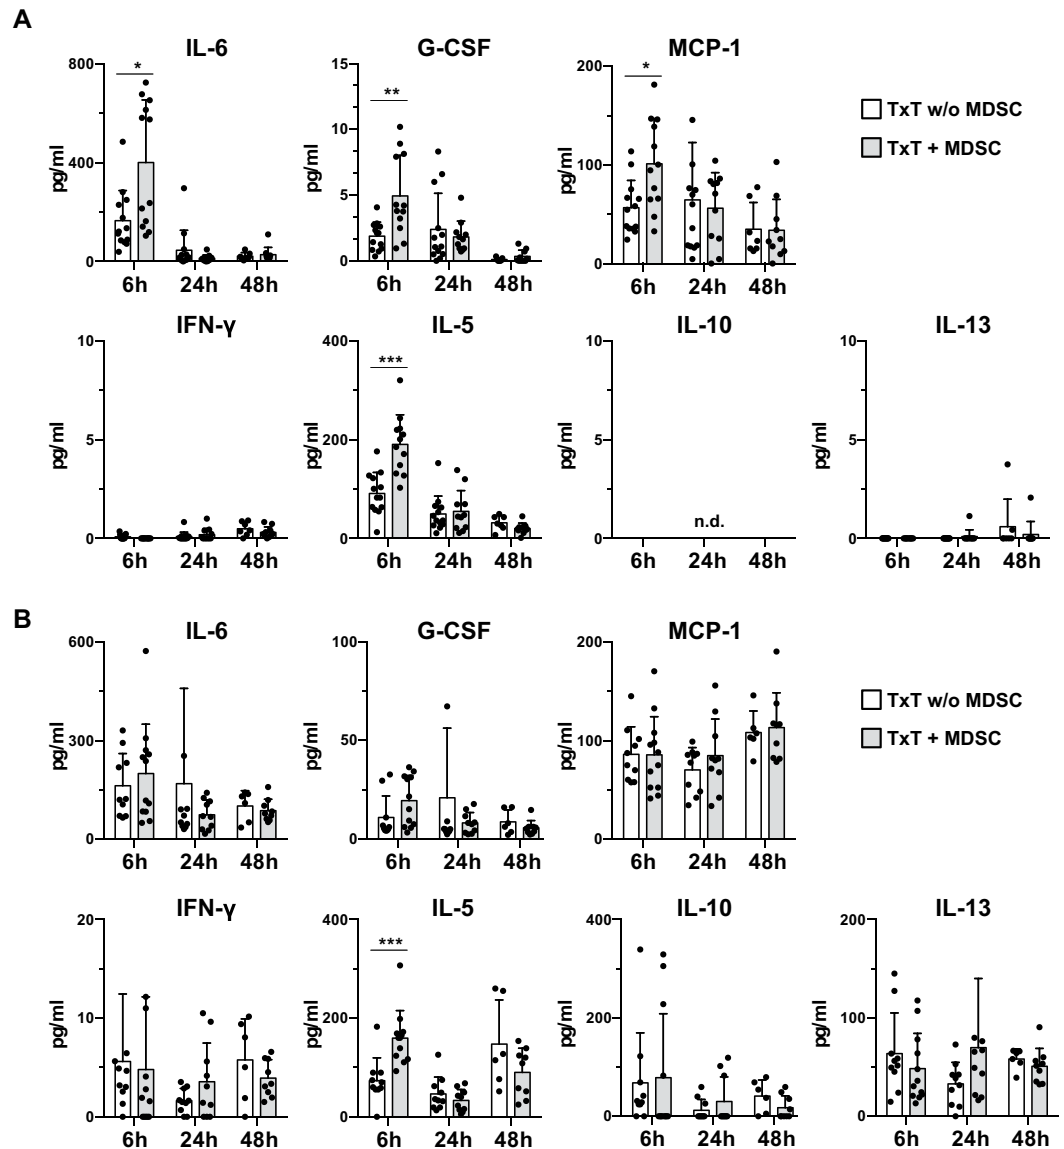 A
IL-6
G-CSF
MCP-1
*
**
*
800
400
0
pg/ml
6h 24h 48h
15
10
5
0
pg/ml
6h 24h 48h
200
100
0
pg/ml
6h 24h 48h
TxT w/o MDSC
TxT + MDSC
IFN-γ
IL-5
IL-10
IL-13
10
5
0
pg/ml
6h 24h 48h
400
200
0
pg/ml
***
6h 24h 48h
10
5
0
pg/ml
n.d.
6h 24h 48h
10
5
0
pg/ml
6h 24h 48h
B
IL-6
G-CSF
MCP-1
600
300
0
pg/ml
6h 24h 48h
100
50
0
pg/ml
6h 24h 48h
200
100
0
pg/ml
6h 24h 48h
TxT w/o MDSC
TxT + MDSC
IFN-γ
IL-5
IL-10
IL-13
20
10
0
pg/ml
6h 24h 48h
400
200
0
pg/ml
***
6h 24h 48h
400
200
0
pg/ml
6h 24h 48h
200
100
0
pg/ml
6h 24h 48h